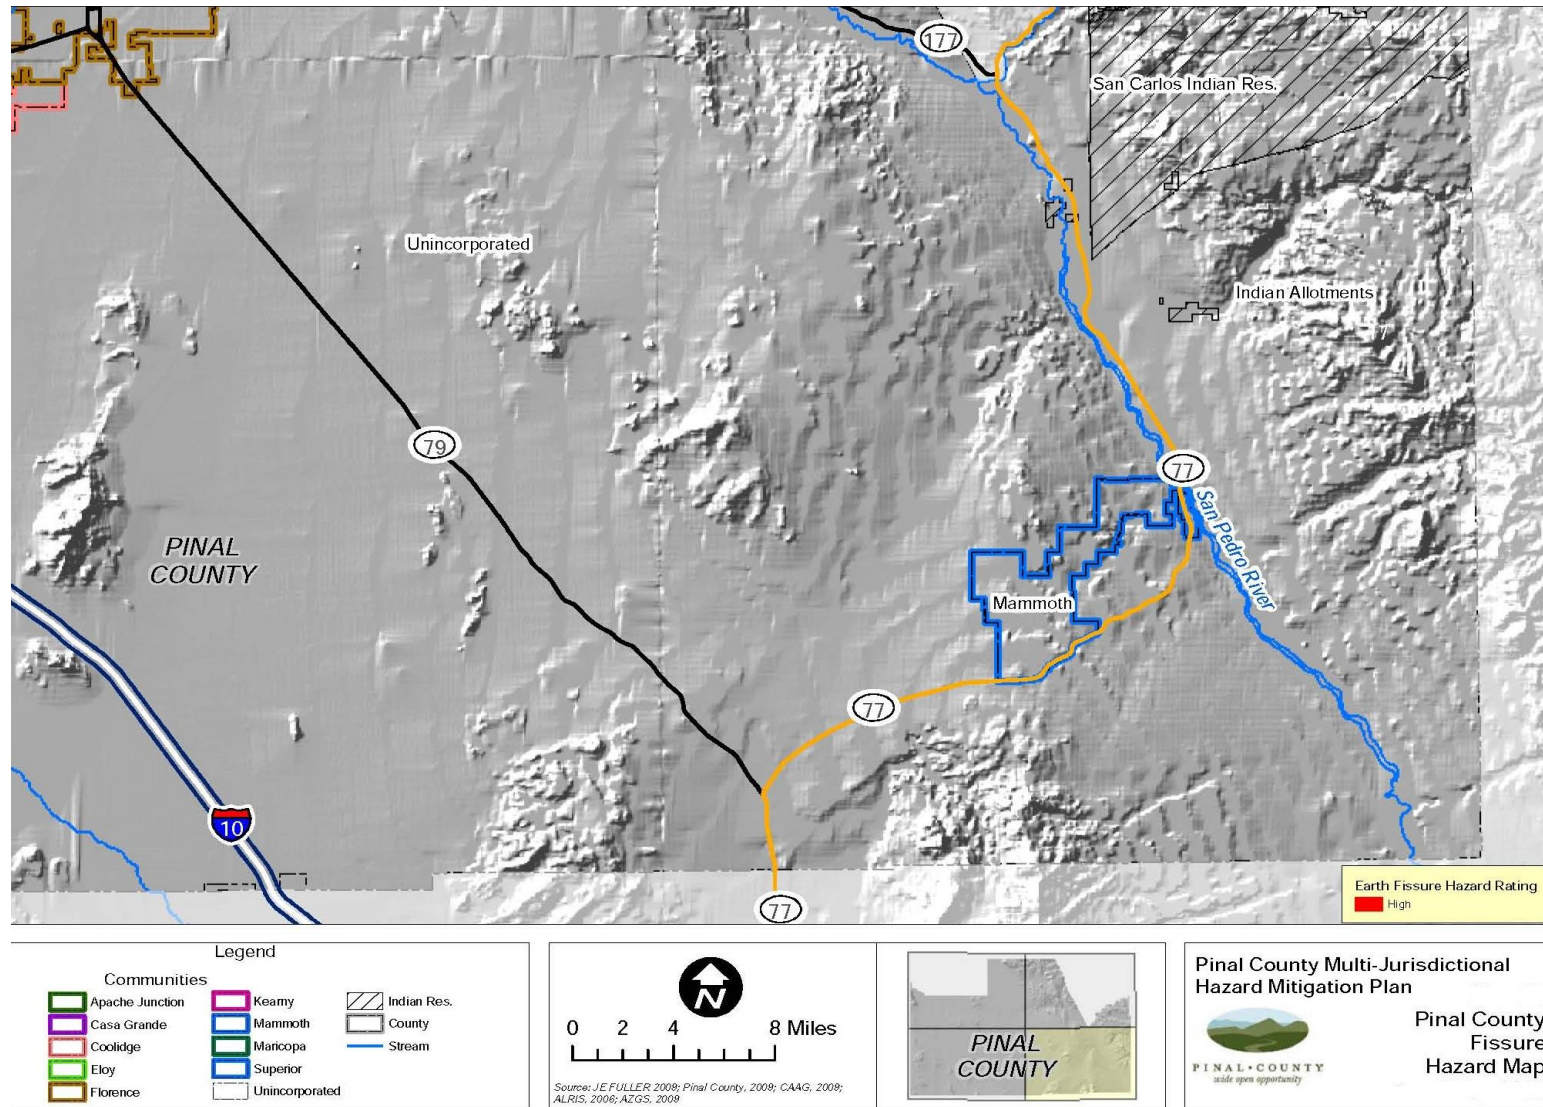 177
San Carlos Indian Res.
Unincorporated
Indian Allotments
79
77
San Pedro River
PINAL
COUNTY
Mammoth
77
10
77
Earth Fissure Hazard Rating
High
Legend
Communities
Apache Junction
Casa Grande
Coolidge
Eloy
Florence
Kearny
Mammoth
Maricopa
Superior
Unincorporated
Indian Res.
County
Stream
N
0 2 4 8 Miles
Source: JE FULLER 2009; Pinal County, 2009; CAAG, 2009;
ALRIS, 2006; AZGS, 2009
PINAL
COUNTY
Pinal County Multi-Jurisdictional
Hazard Mitigation Plan
PINAL•COUNTY
wide open opportunity
Pinal County
Fissure
Hazard Map